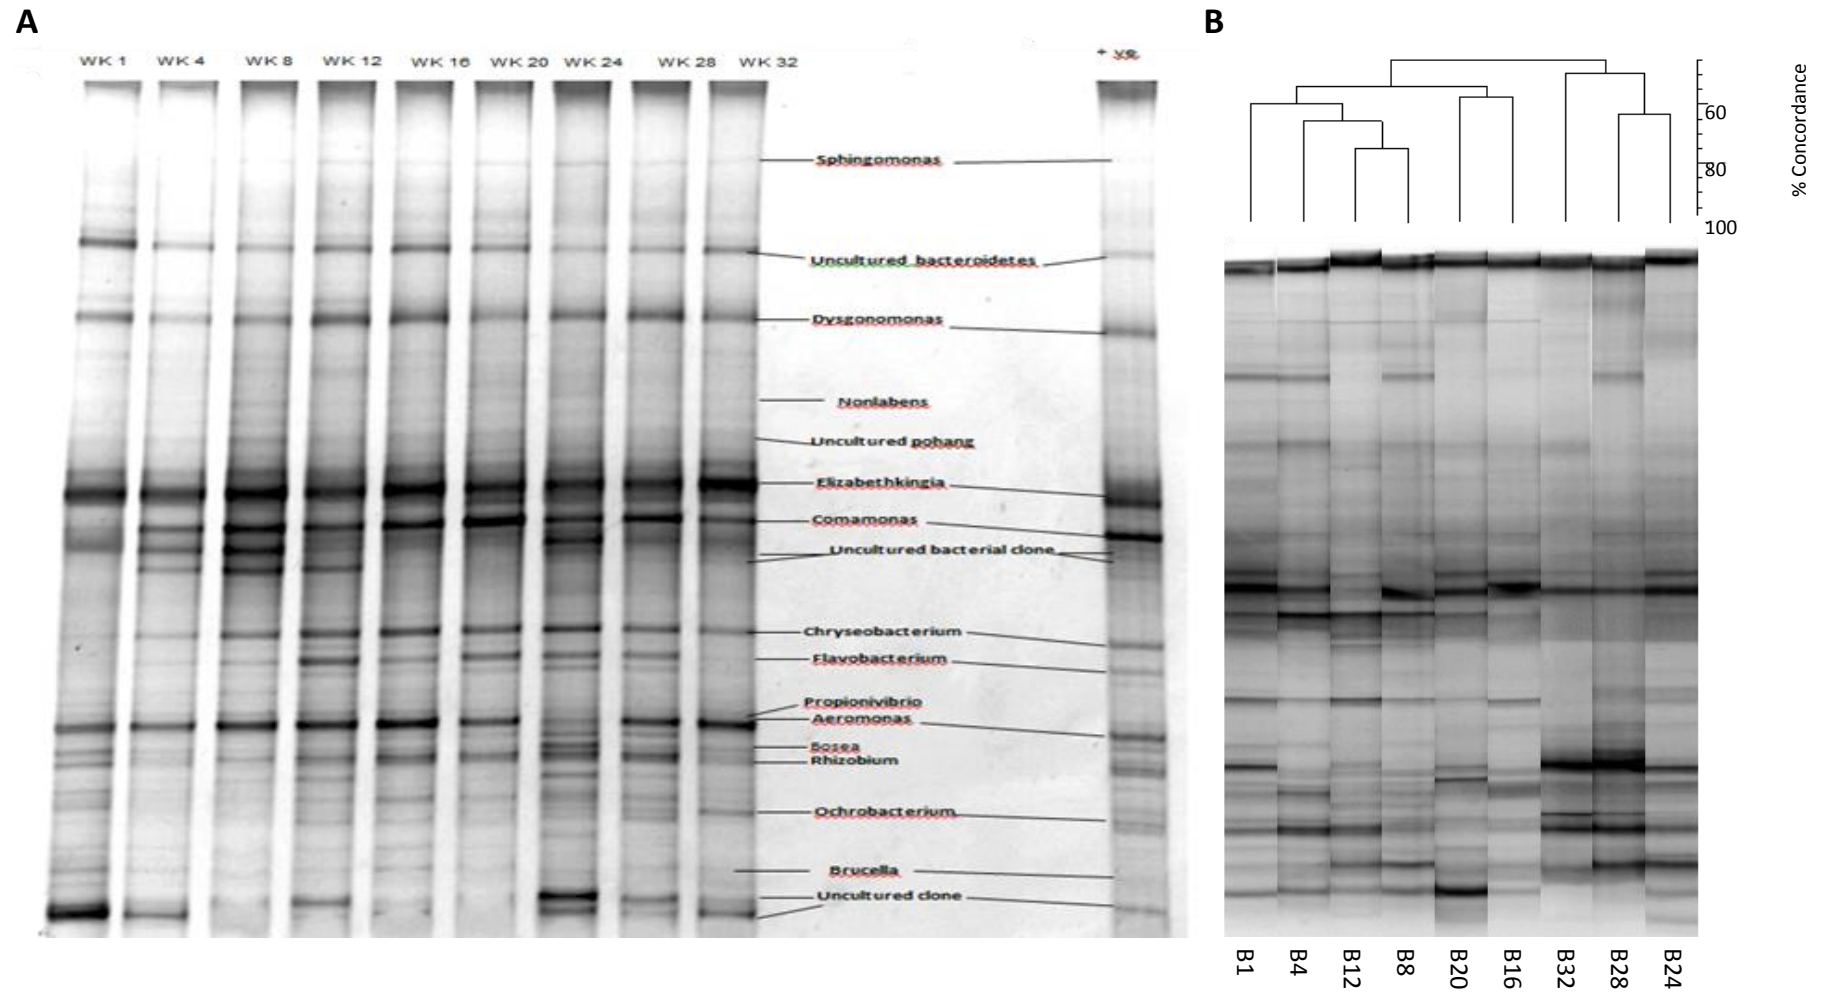 A
B
WK 1 WK 4 WK 8 WK 12 WK 16 WK 20 WK 24 WK 28 WK 32 + ve
Sphingomonas
Uncultured bacteroidetes
Dysgonomonas
Nonlabens
Uncultured pohang
Elizabethkingia
Comamonas
Uncultured bacterial clone
Chryseobacterium
Flavobacterium
Propionivibrio
Aeromonas
Bosea
Rhizobium
Ochrobacterium
Brucella
Uncultured clone
60
80
100
% Concordance
B1 B4 B12 B8 B20 B16 B32 B28 B24